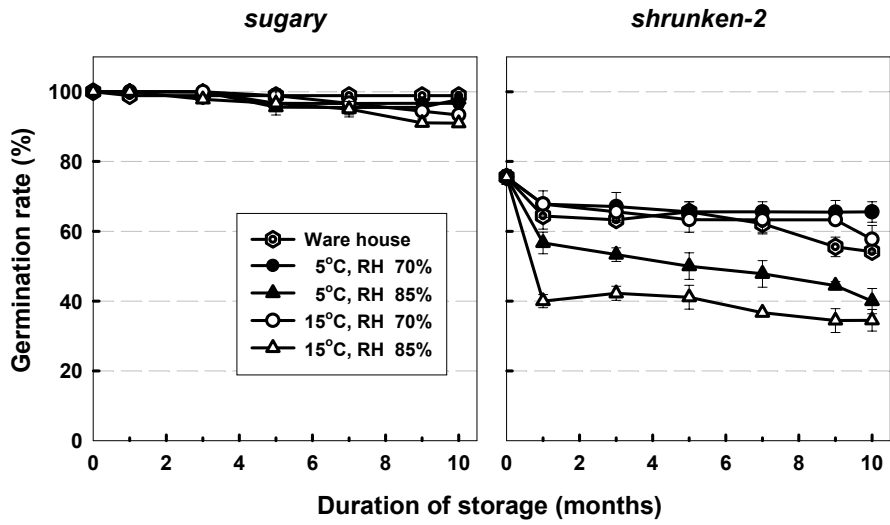 sugary
shrunken-2
Germination rate (%)
100
80
60
40
20
0
Ware house
5°C, RH 70%
5°C, RH 85%
15°C, RH 70%
15°C, RH 85%
0 2 4 6 8 10
0 2 4 6 8 10
Duration of storage (months)